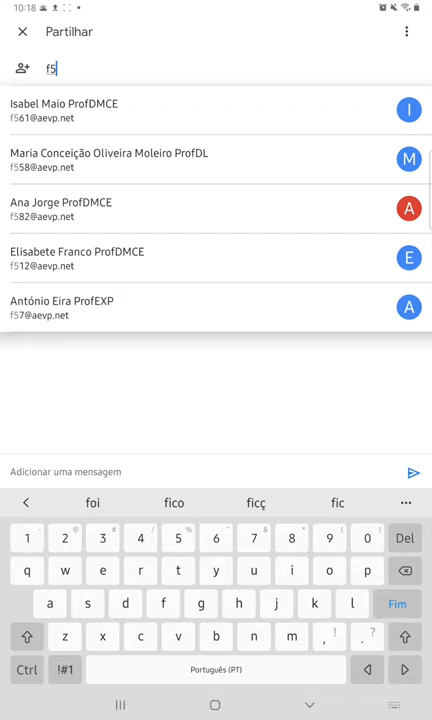 10:18
Partilhar
f5
Isabel Maio ProfDMCE
f561@aevp.net
I
Maria Conceição Oliveira Moleiro ProfDL
f558@aevp.net
M
Ana Jorge ProfDMCE
f582@aevp.net
A
Elisabete Franco ProfDMCE
f512@aevp.net
E
António Eira ProfEXP
f57@aevp.net
A
Adicionar uma mensagem
foi fico ficç fic
1 2 3 4 5 6 7 8 9 0 Del
q w e r t y u i o p
a s d f g h j k l Fim
z x c v b n m , ! . ?
Ctrl !#1 Português (PT)